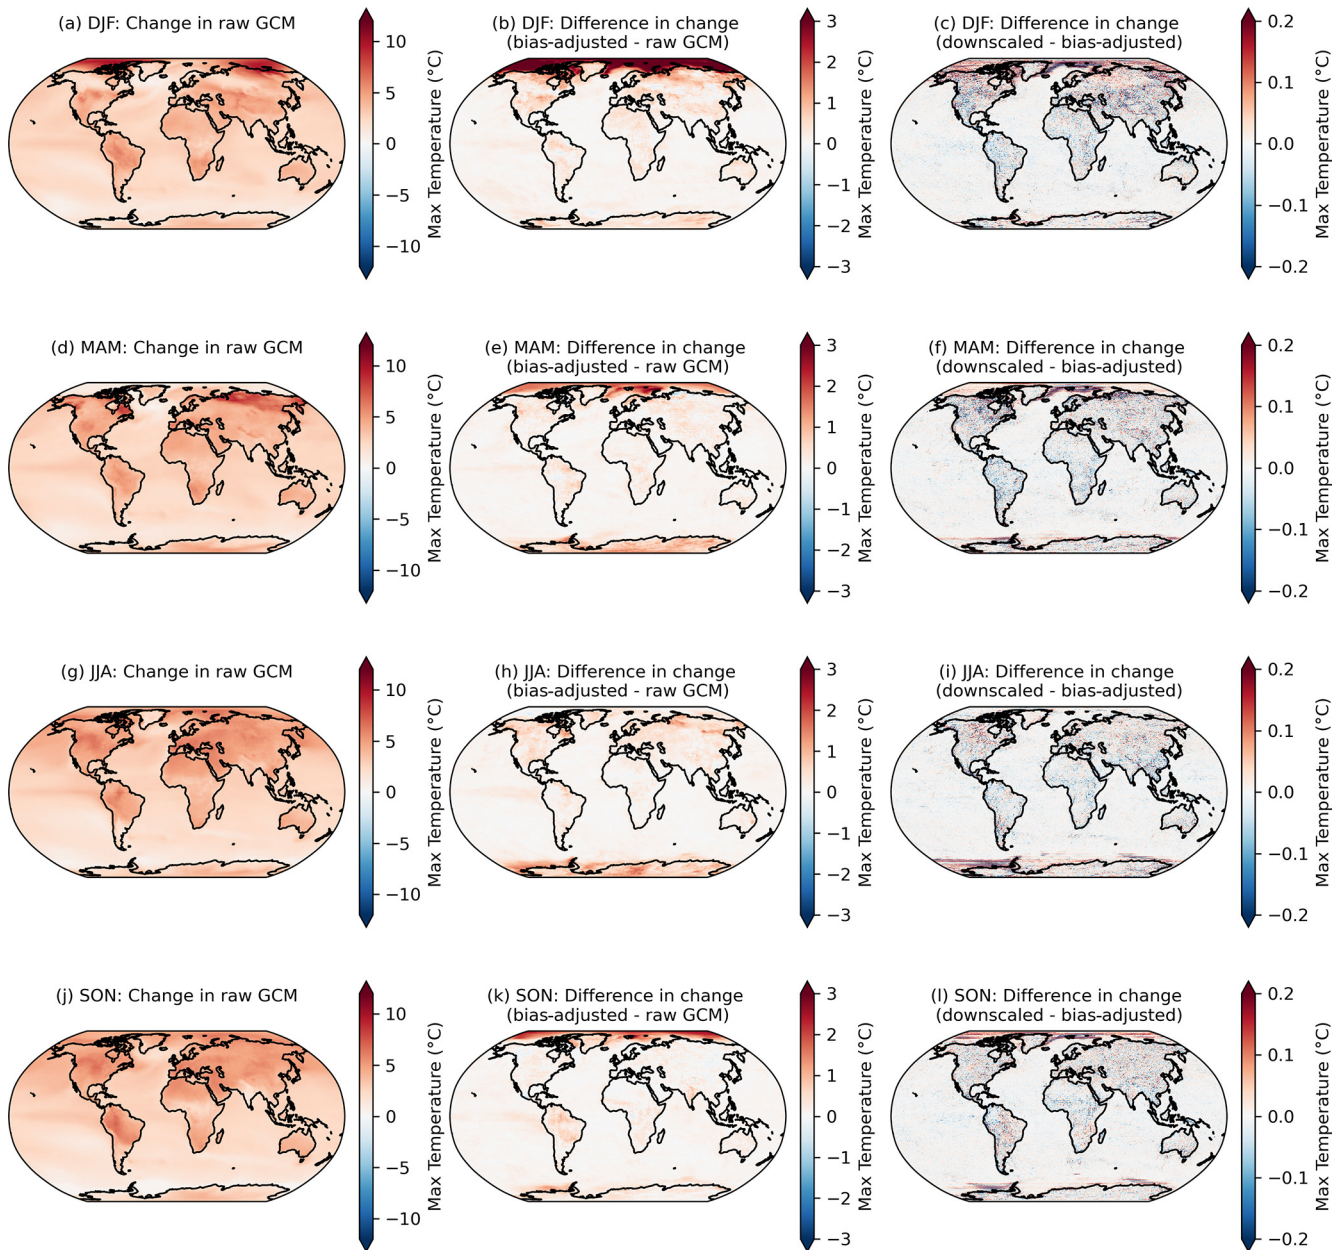 (a) DJF: Change in raw GCM
10
5
0
−5
−10
Max Temperature (°C)
(b) DJF: Difference in change
(bias-adjusted - raw GCM)
3
2
1
0
−1
−2
−3
Max Temperature (°C)
(c) DJF: Difference in change
(downscaled - bias-adjusted)
0.2
0.1
0.0
−0.1
−0.2
Max Temperature (°C)
(d) MAM: Change in raw GCM
10
5
0
−5
−10
Max Temperature (°C)
(e) MAM: Difference in change
(bias-adjusted - raw GCM)
3
2
1
0
−1
−2
−3
Max Temperature (°C)
(f) MAM: Difference in change
(downscaled - bias-adjusted)
0.2
0.1
0.0
−0.1
−0.2
Max Temperature (°C)
(g) JJA: Change in raw GCM
10
5
0
−5
−10
Max Temperature (°C)
(h) JJA: Difference in change
(bias-adjusted - raw GCM)
3
2
1
0
−1
−2
−3
Max Temperature (°C)
(i) JJA: Difference in change
(downscaled - bias-adjusted)
0.2
0.1
0.0
−0.1
−0.2
Max Temperature (°C)
(j) SON: Change in raw GCM
10
5
0
−5
−10
Max Temperature (°C)
(k) SON: Difference in change
(bias-adjusted - raw GCM)
3
2
1
0
−1
−2
−3
Max Temperature (°C)
(l) SON: Difference in change
(downscaled - bias-adjusted)
0.2
0.1
0.0
−0.1
−0.2
Max Temperature (°C)